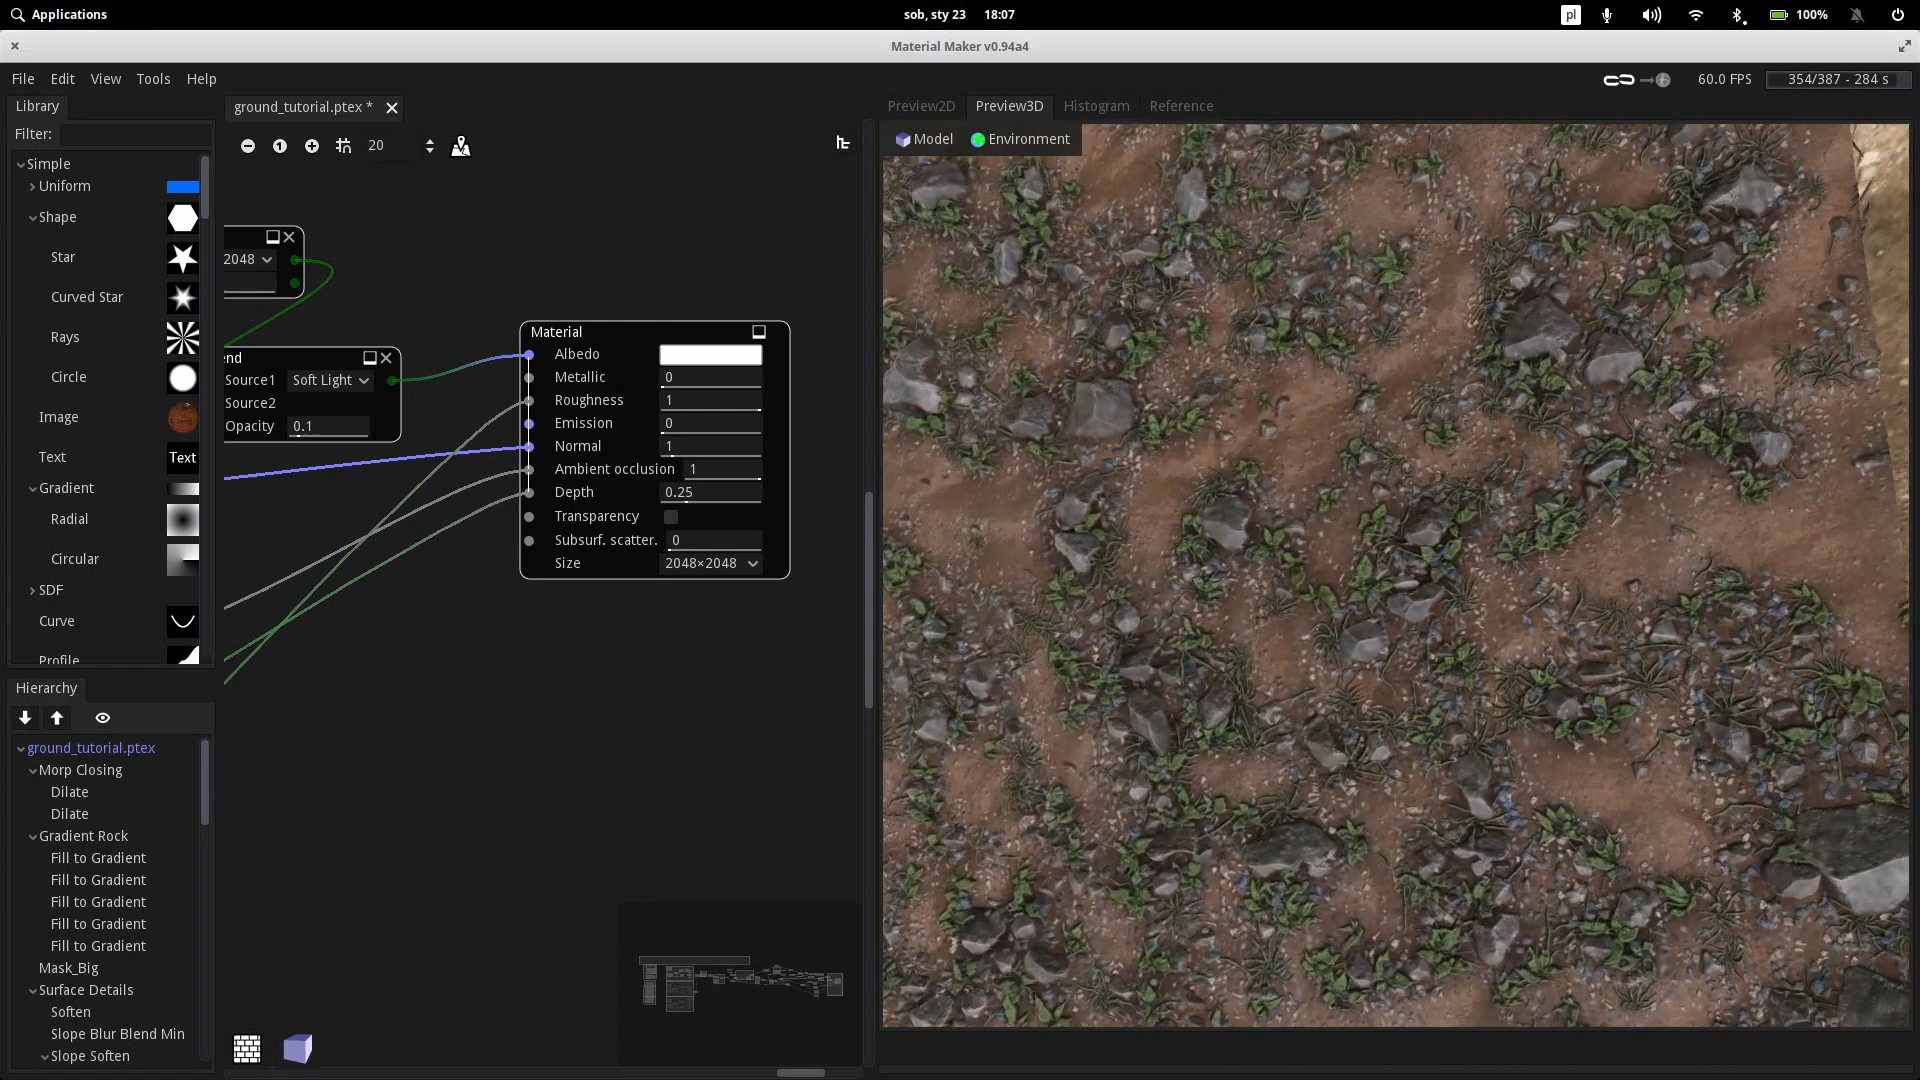 Applications
sob, sty 23 18:07
pl
100%
Material Maker v0.94a4
File Edit View Tools Help
60.0 FPS
354/387 - 284 s
Library
Filter:
Simple
Uniform
Shape
Star
Curved Star
Rays
Circle
Image
Text
Text
Gradient
Radial
Circular
SDF
Curve
Profile
Hierarchy
ground_tutorial.ptex
Morp Closing
Dilate
Dilate
Gradient Rock
Fill to Gradient
Fill to Gradient
Fill to Gradient
Fill to Gradient
Fill to Gradient
Mask_Big
Surface Details
Soften
Slope Blur Blend Min
Slope Soften
ground_tutorial.ptex *
1
20
2048
end
Source1 Soft Light
Source2
Opacity 0.1
Material
Albedo
Metallic 0
Roughness 1
Emission 0
Normal 1
Ambient occlusion 1
Depth 0.25
Transparency
Subsurf. scatter. 0
Size 2048×2048
Preview2D Preview3D Histogram Reference
Model Environment